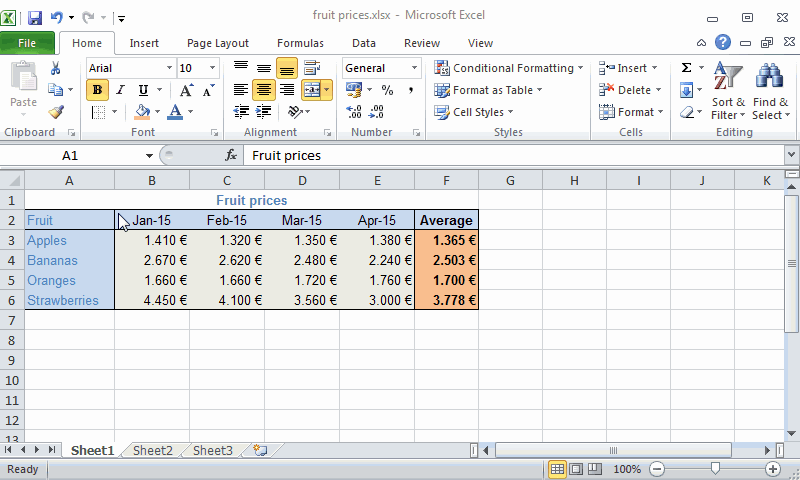 fruit prices.xlsx - Microsoft Excel
File Home Insert Page Layout Formulas Data Review View
Paste
Arial 10
B I U A A
A
General
% ,
Conditional Formatting
Format as Table
Cell Styles
Insert
Delete
Format
Σ
Sort & Filter
Find & Select
Clipboard Font Alignment Number Styles Cells Editing
A1 fx Fruit prices
A B C D E F G H I J K
1 Fruit prices
2 Fruit Jan-15 Feb-15 Mar-15 Apr-15 Average
3 Apples 1.410 € 1.320 € 1.350 € 1.380 € 1.365 €
4 Bananas 2.670 € 2.620 € 2.480 € 2.240 € 2.503 €
5 Oranges 1.660 € 1.660 € 1.720 € 1.760 € 1.700 €
6 Strawberries 4.450 € 4.100 € 3.560 € 3.000 € 3.778 €
7
8
9
10
11
12
13
Sheet1 Sheet2 Sheet3
Ready 100%